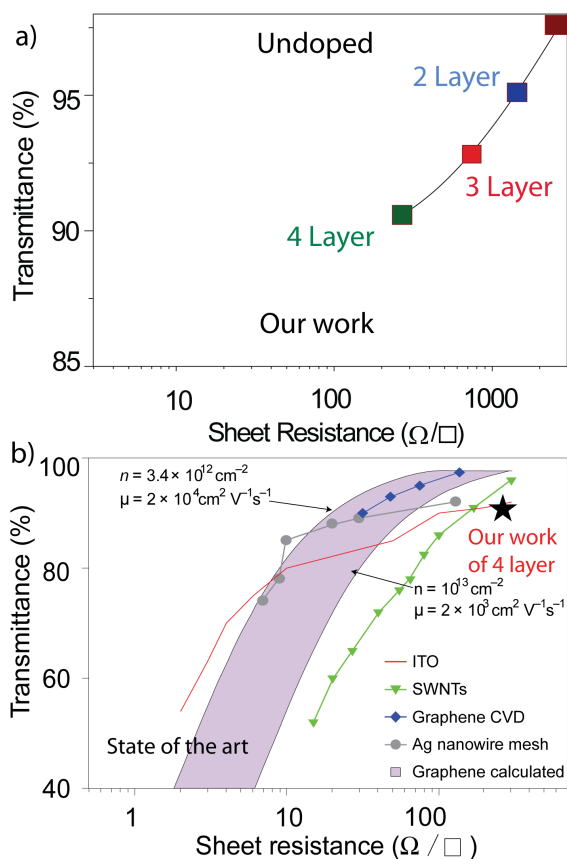 a)
Undoped
2 Layer
3 Layer
4 Layer
Our work
Transmittance (%)
95
90
85
10
100
1000
Sheet Resistance (Ω/□)
b)
n = 3.4 × 10¹² cm⁻²
μ = 2 × 10⁴ cm² V⁻¹s⁻¹
Our work
of 4 layer
n = 10¹³ cm⁻²
μ = 2 × 10³ cm² V⁻¹s⁻¹
ITO
SWNTs
Graphene CVD
Ag nanowire mesh
Graphene calculated
State of the art
Transmittance (%)
100
80
60
40
1
10
100
Sheet resistance (Ω /□)